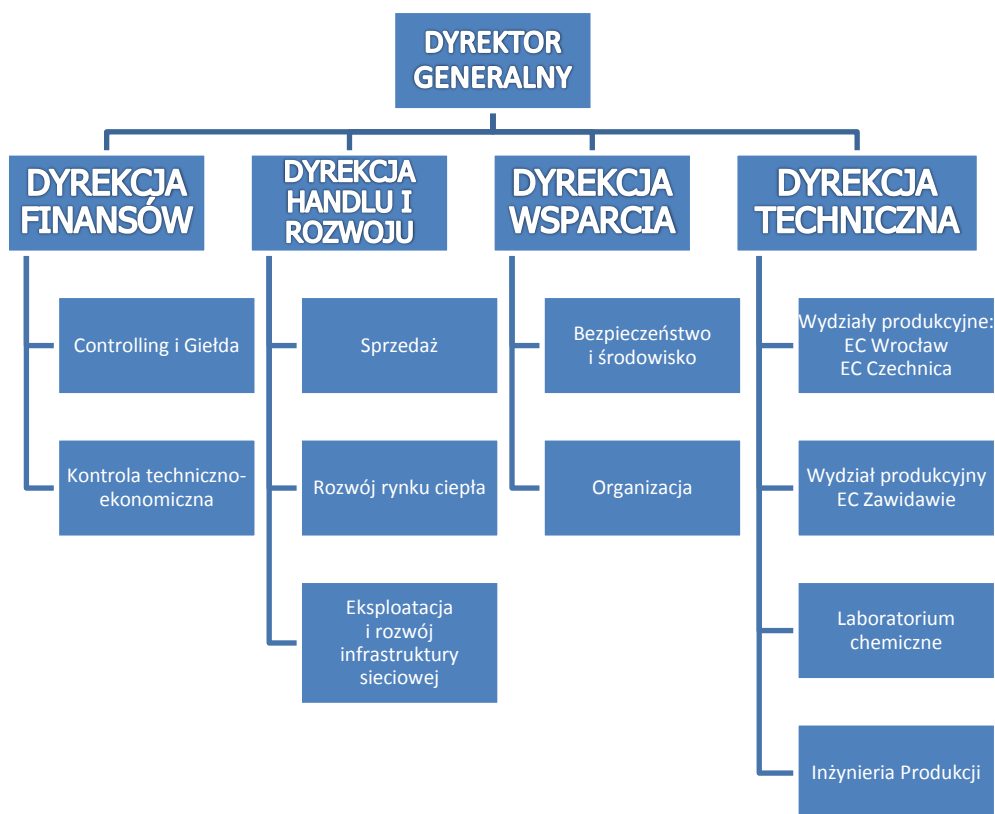 DYREKTOR
GENERALNY
DYREKCJA
FINANSÓW
DYREKCJA
HANDLU I
ROZWOJU
DYREKCJA
WSPARCIA
DYREKCJA
TECHNICZNA
Controlling i Giełda
Kontrola techniczno-
ekonomiczna
Sprzedaż
Rozwój rynku ciepła
Eksploatacja
i rozwój
infrastruktury
sieciowej
Bezpieczeństwo
i środowisko
Organizacja
Wydziały produkcyjne:
EC Wrocław
EC Czechnica
Wydział produkcyjny
EC Zawidawie
Laboratorium
chemiczne
Inżynieria Produkcji